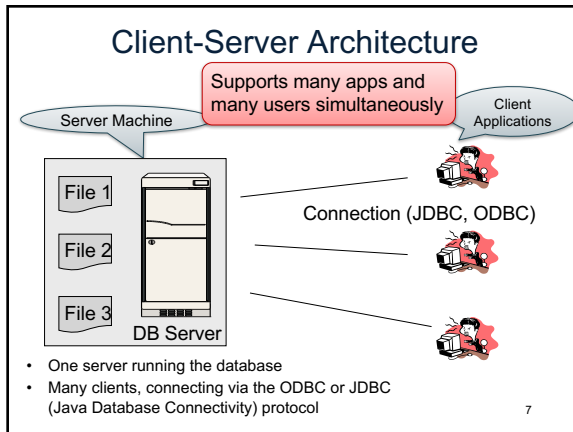 Client-Server Architecture
Supports many apps and
many users simultaneously
Server Machine
Client
Applications
File 1
File 2
File 3
DB Server
Connection (JDBC, ODBC)
• One server running the database
• Many clients, connecting via the ODBC or JDBC
(Java Database Connectivity) protocol
7